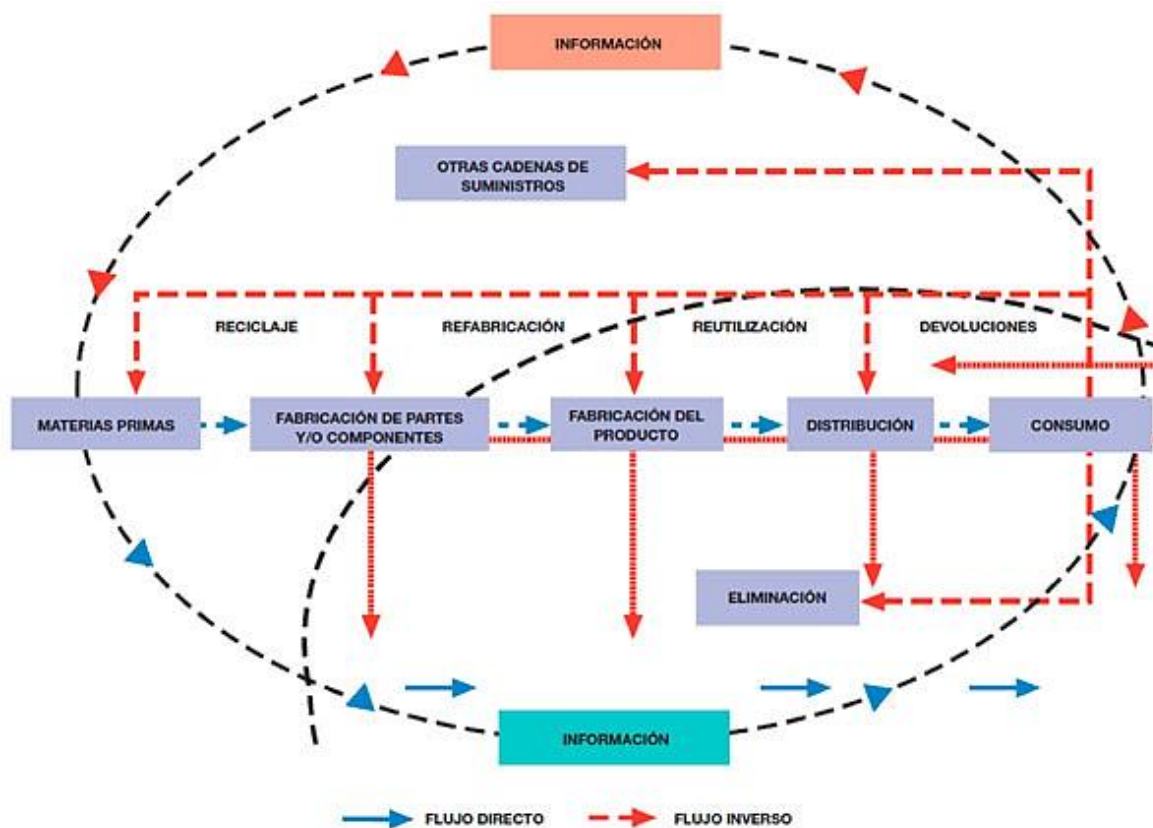 INFORMACIÓN
OTRAS CADENAS DE
SUMINISTROS
RECICLAJE
REFABRICACIÓN
REUTILIZACIÓN
DEVOLUCIONES
MATERIAS PRIMAS
FABRICACIÓN DE PARTES
Y/O COMPONENTES
FABRICACIÓN DEL
PRODUCTO
DISTRIBUCIÓN
CONSUMO
ELIMINACIÓN
INFORMACIÓN
FLUJO DIRECTO
FLUJO INVERSO